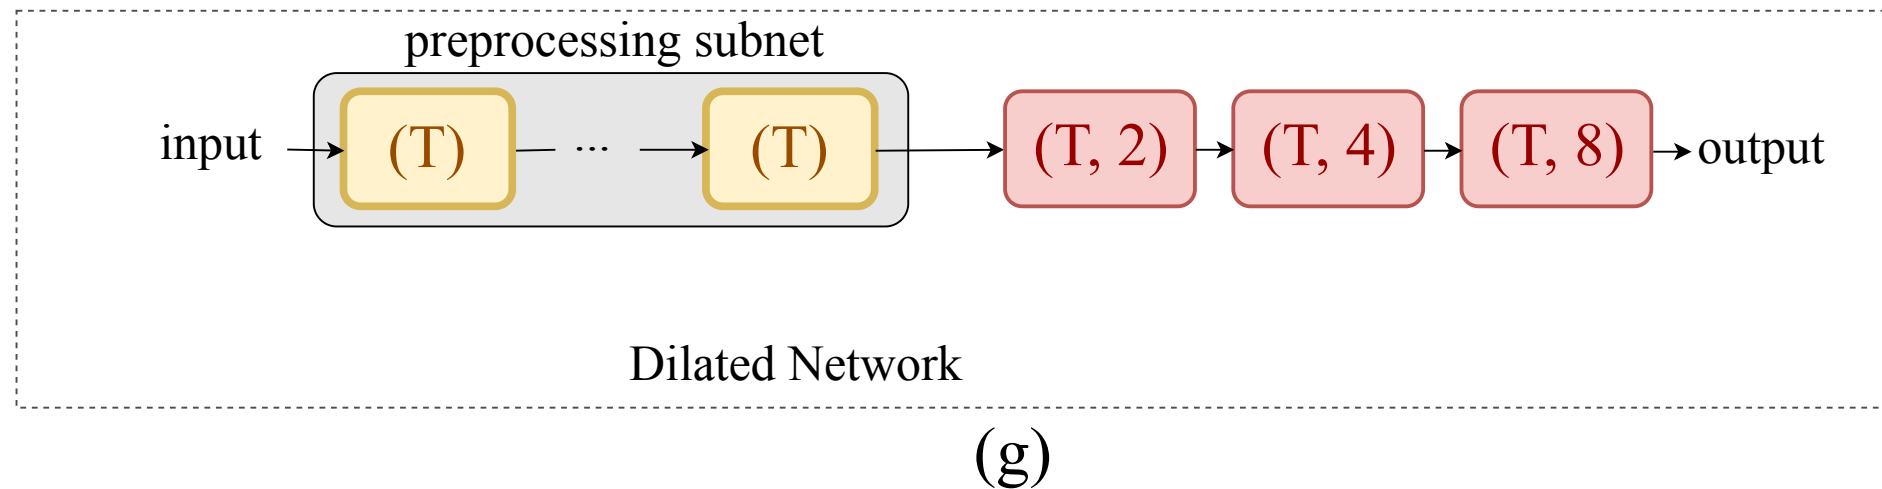 preprocessing subnet
input (T) ... (T) (T, 2) (T, 4) (T, 8) output
Dilated Network
(g)